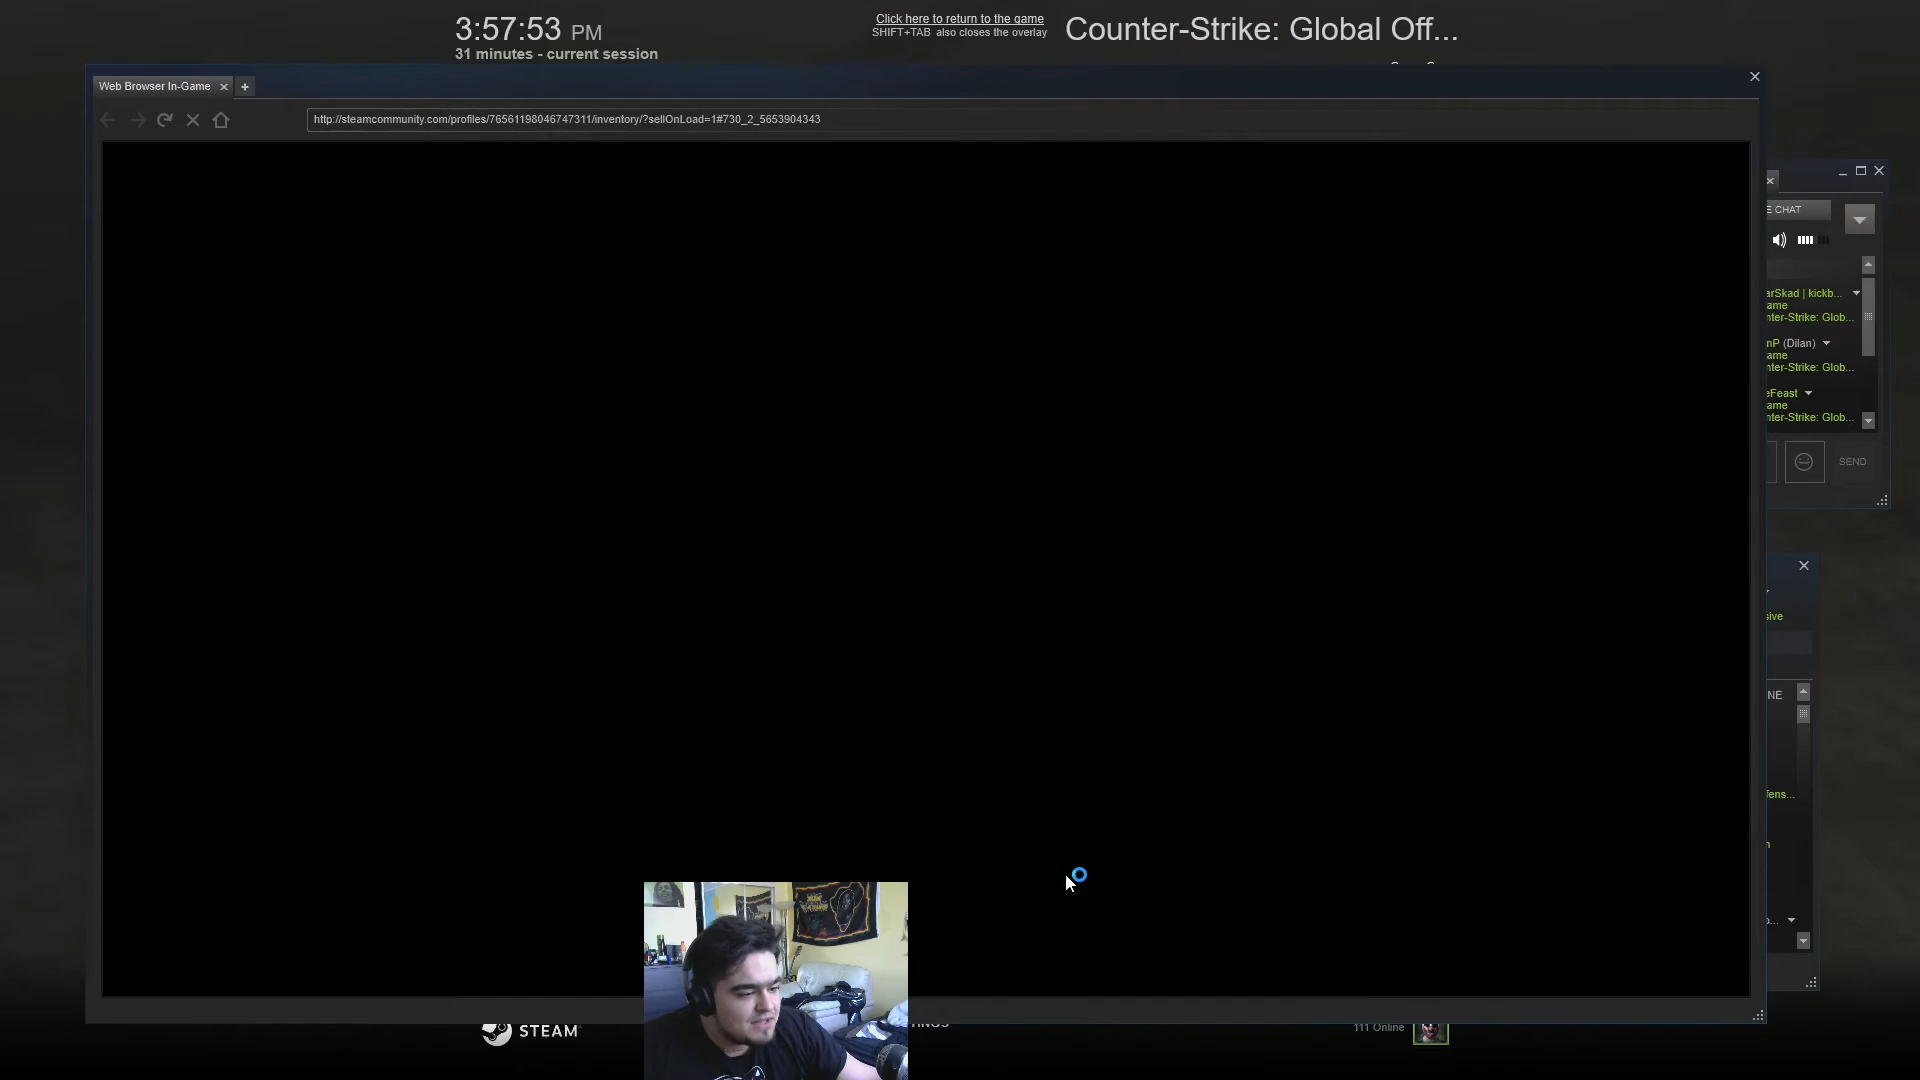 3:57:53 PM
31 minutes - current session
Click here to return to the game
SHIFT+TAB also closes the overlay
Counter-Strike: Global Off...
Web Browser In-Game
http://steamcommunity.com/profiles/76561198046747311/inventory/?sellOnLoad=1#730_2_5653904343
E CHAT
arSkad | kickb...
ame
nter-Strike: Glob...
mP (Dilan)
ame
nter-Strike: Glob...
eFeast
ame
nter-Strike: Glob...
SEND
sive
NE
fens...
STEAM
111 Online